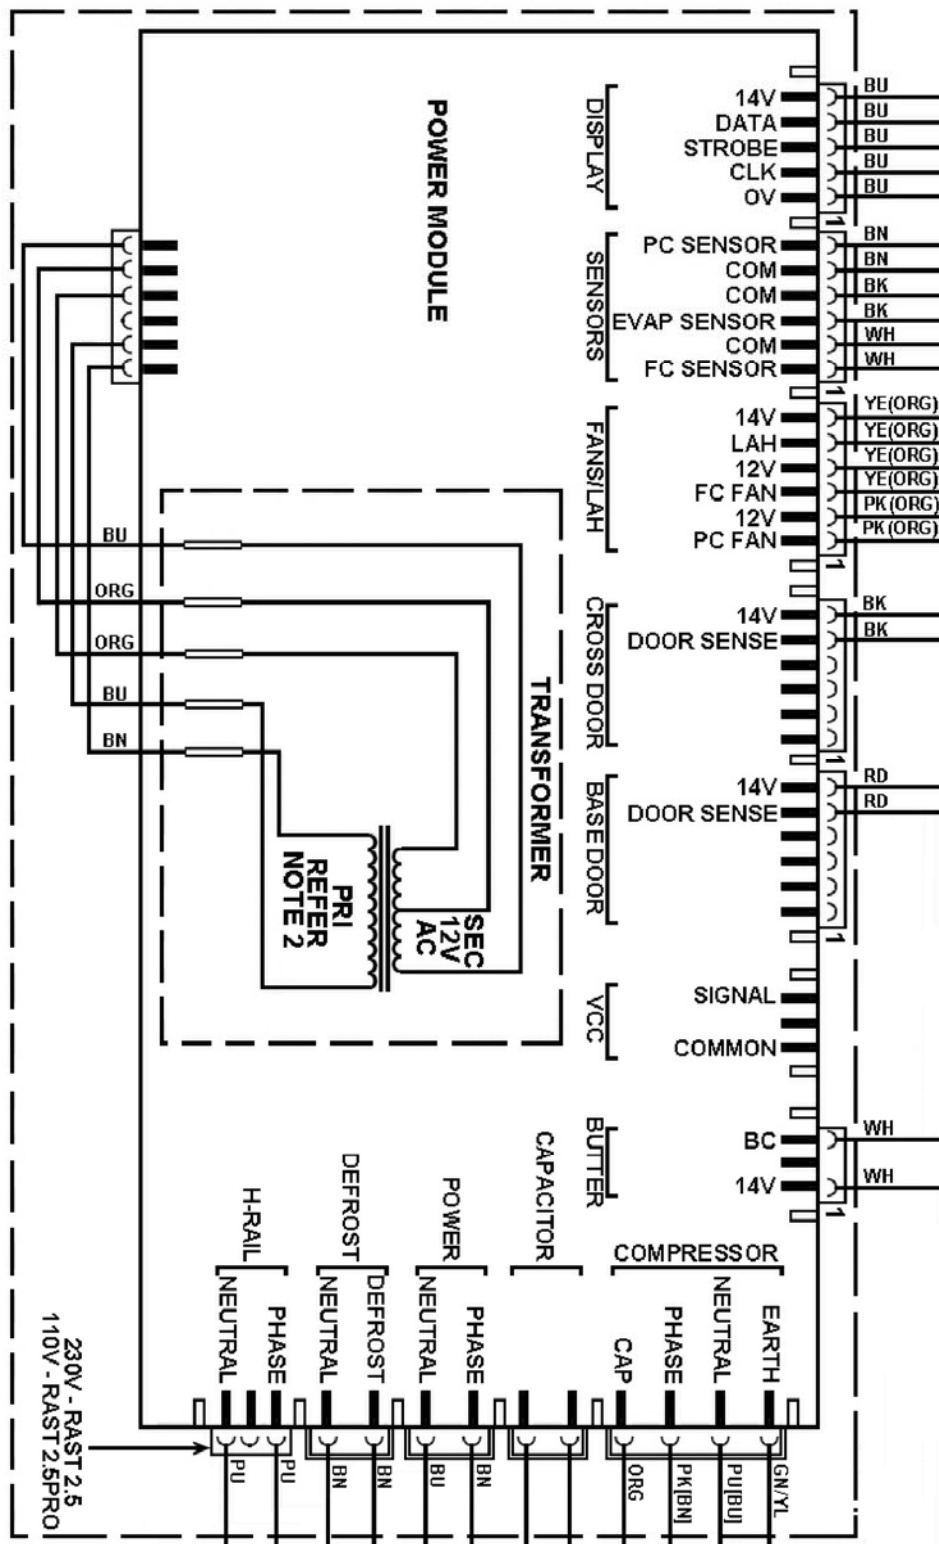 POWER MODULE
DISPLAY
14V
DATA
STROBE
CLK
OV
BU
BU
BU
BU
BU
1
SENSORS
PC SENSOR
COM
COM
EVAP SENSOR
COM
FC SENSOR
BN
BN
BK
BK
WH
WH
1
FANS/LAH
14V
LAH
12V
FC FAN
12V
PC FAN
YE(ORG)
YE(ORG)
YE(ORG)
YE(ORG)
PK(ORG)
PK(ORG)
1
BU
ORG
ORG
BU
BN
TRANSFORMER
PRI
REFER
NOTE 2
SEC
12V
AC
CROSS DOOR
14V
DOOR SENSE
BK
BK
1
BASE DOOR
14V
DOOR SENSE
RD
RD
1
VCC
SIGNAL
COMMON
BUTTER
BC
14V
WH
WH
1
H-RAIL
NEUTRAL
PHASE
PU
PU
DEFROST
NEUTRAL
DEFROST
BN
BN
POWER
NEUTRAL
PHASE
BU
BN
CAPACITOR
COMPRESSOR
CAP
PHASE
NEUTRAL
EARTH
ORG
PK[BN]
PU[BU]
GN/YL
230V - RAST 2.5
110V - RAST 2.5PRO